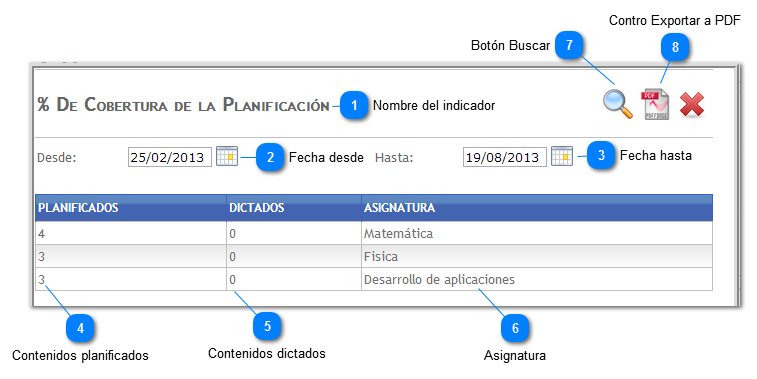 Contro Exportar a PDF
Botón Buscar 7 8
% DE COBERTURA DE LA PLANIFICACIÓN 1 Nombre del indicador
PDF
Desde: 25/02/2013 2 Fecha desde Hasta: 19/08/2013 3 Fecha hasta
PLANIFICADOS DICTADOS ASIGNATURA
4 0 Matemática
3 0 Fisica
3 0 Desarrollo de aplicaciones
4 5 6
Contenidos planificados Contenidos dictados Asignatura